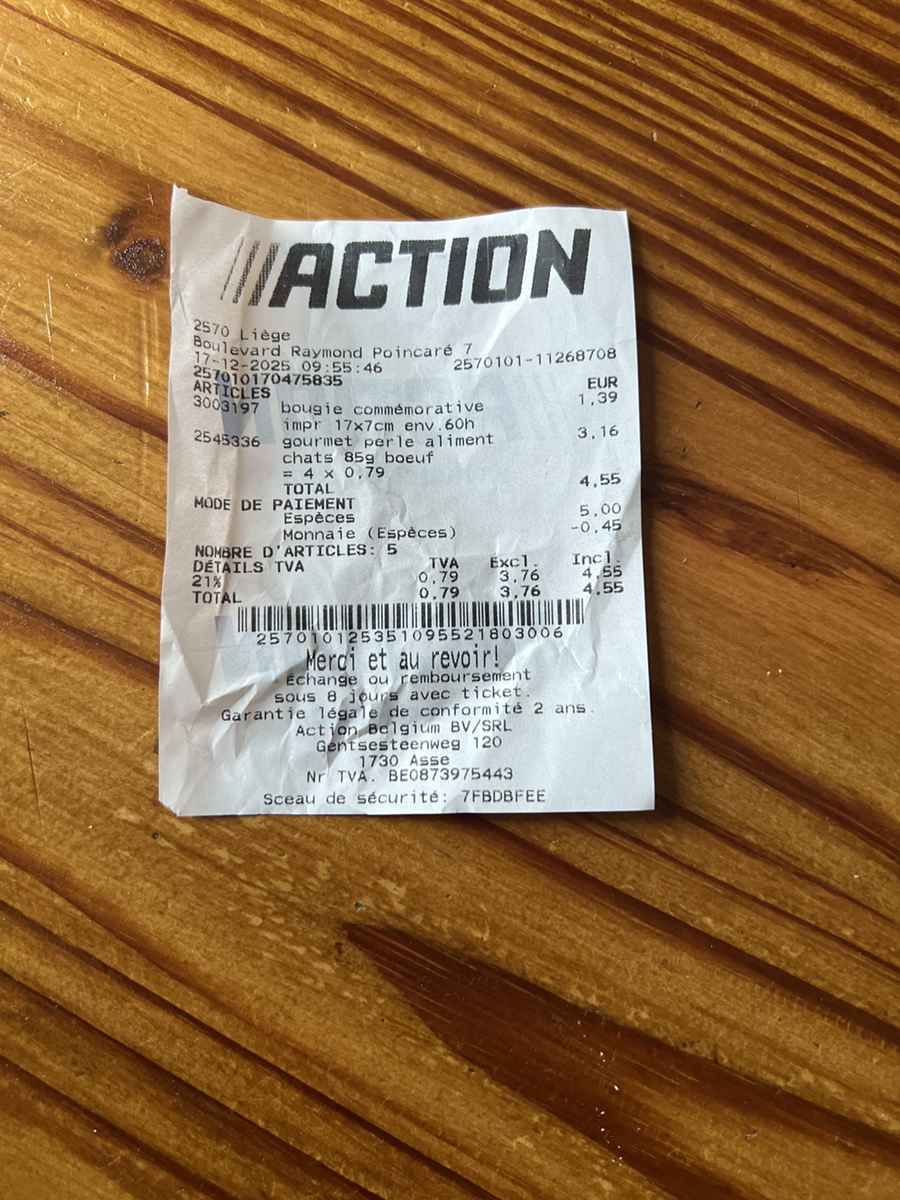 ACTION
2570 Liège
Boulevard Raymond Poincaré 7
17-12-2025 09:55:46 2570101-11268708
257010170475835
ARTICLES EUR
3003197 bougie commémorative 1,39
impr 17x7cm env.60h
2545336 gourmet perle aliment 3,16
chats 85g boeuf
= 4 x 0,79
TOTAL 4,55
MODE DE PAIEMENT
Espèces 5,00
Monnaie (Espèces) -0,45
NOMBRE D'ARTICLES: 5
DÉTAILS TVA TVA Excl. Incl.
21% 0,79 3,76 4,55
TOTAL 0,79 3,76 4,55
257010125351095521803006
Merci et au revoir!
Échange ou remboursement
sous 8 jours avec ticket.
Garantie légale de conformité 2 ans.
Action Belgium BV/SRL
Gentsesteenweg 120
1730 Asse
Nr TVA. BE0873975443
Sceau de sécurité: 7FBDBFEE